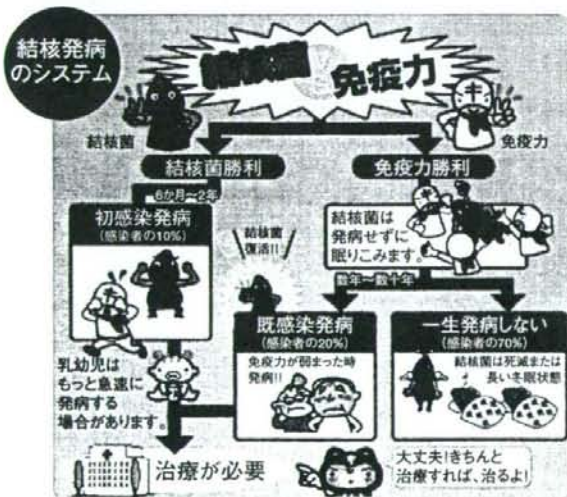 結核発病
のシステム
結核菌
免疫力
結核菌
免疫力
結核菌勝利
免疫力勝利
6か月～2年
初感染発病
(感染者の10%)
結核菌は
発病せずに
眠りこみます。
結核菌
復活!!
数年～数十年
既感染発病
(感染者の20%)
免疫力が弱まった時
発病!!
一生発病しない
(感染者の70%)
結核菌は死滅または
長い冬眠状態
乳幼児は
もっと急速に
発病する
場合があります。
治療が必要
大丈夫!きちんと
治療すれば、治るよ!